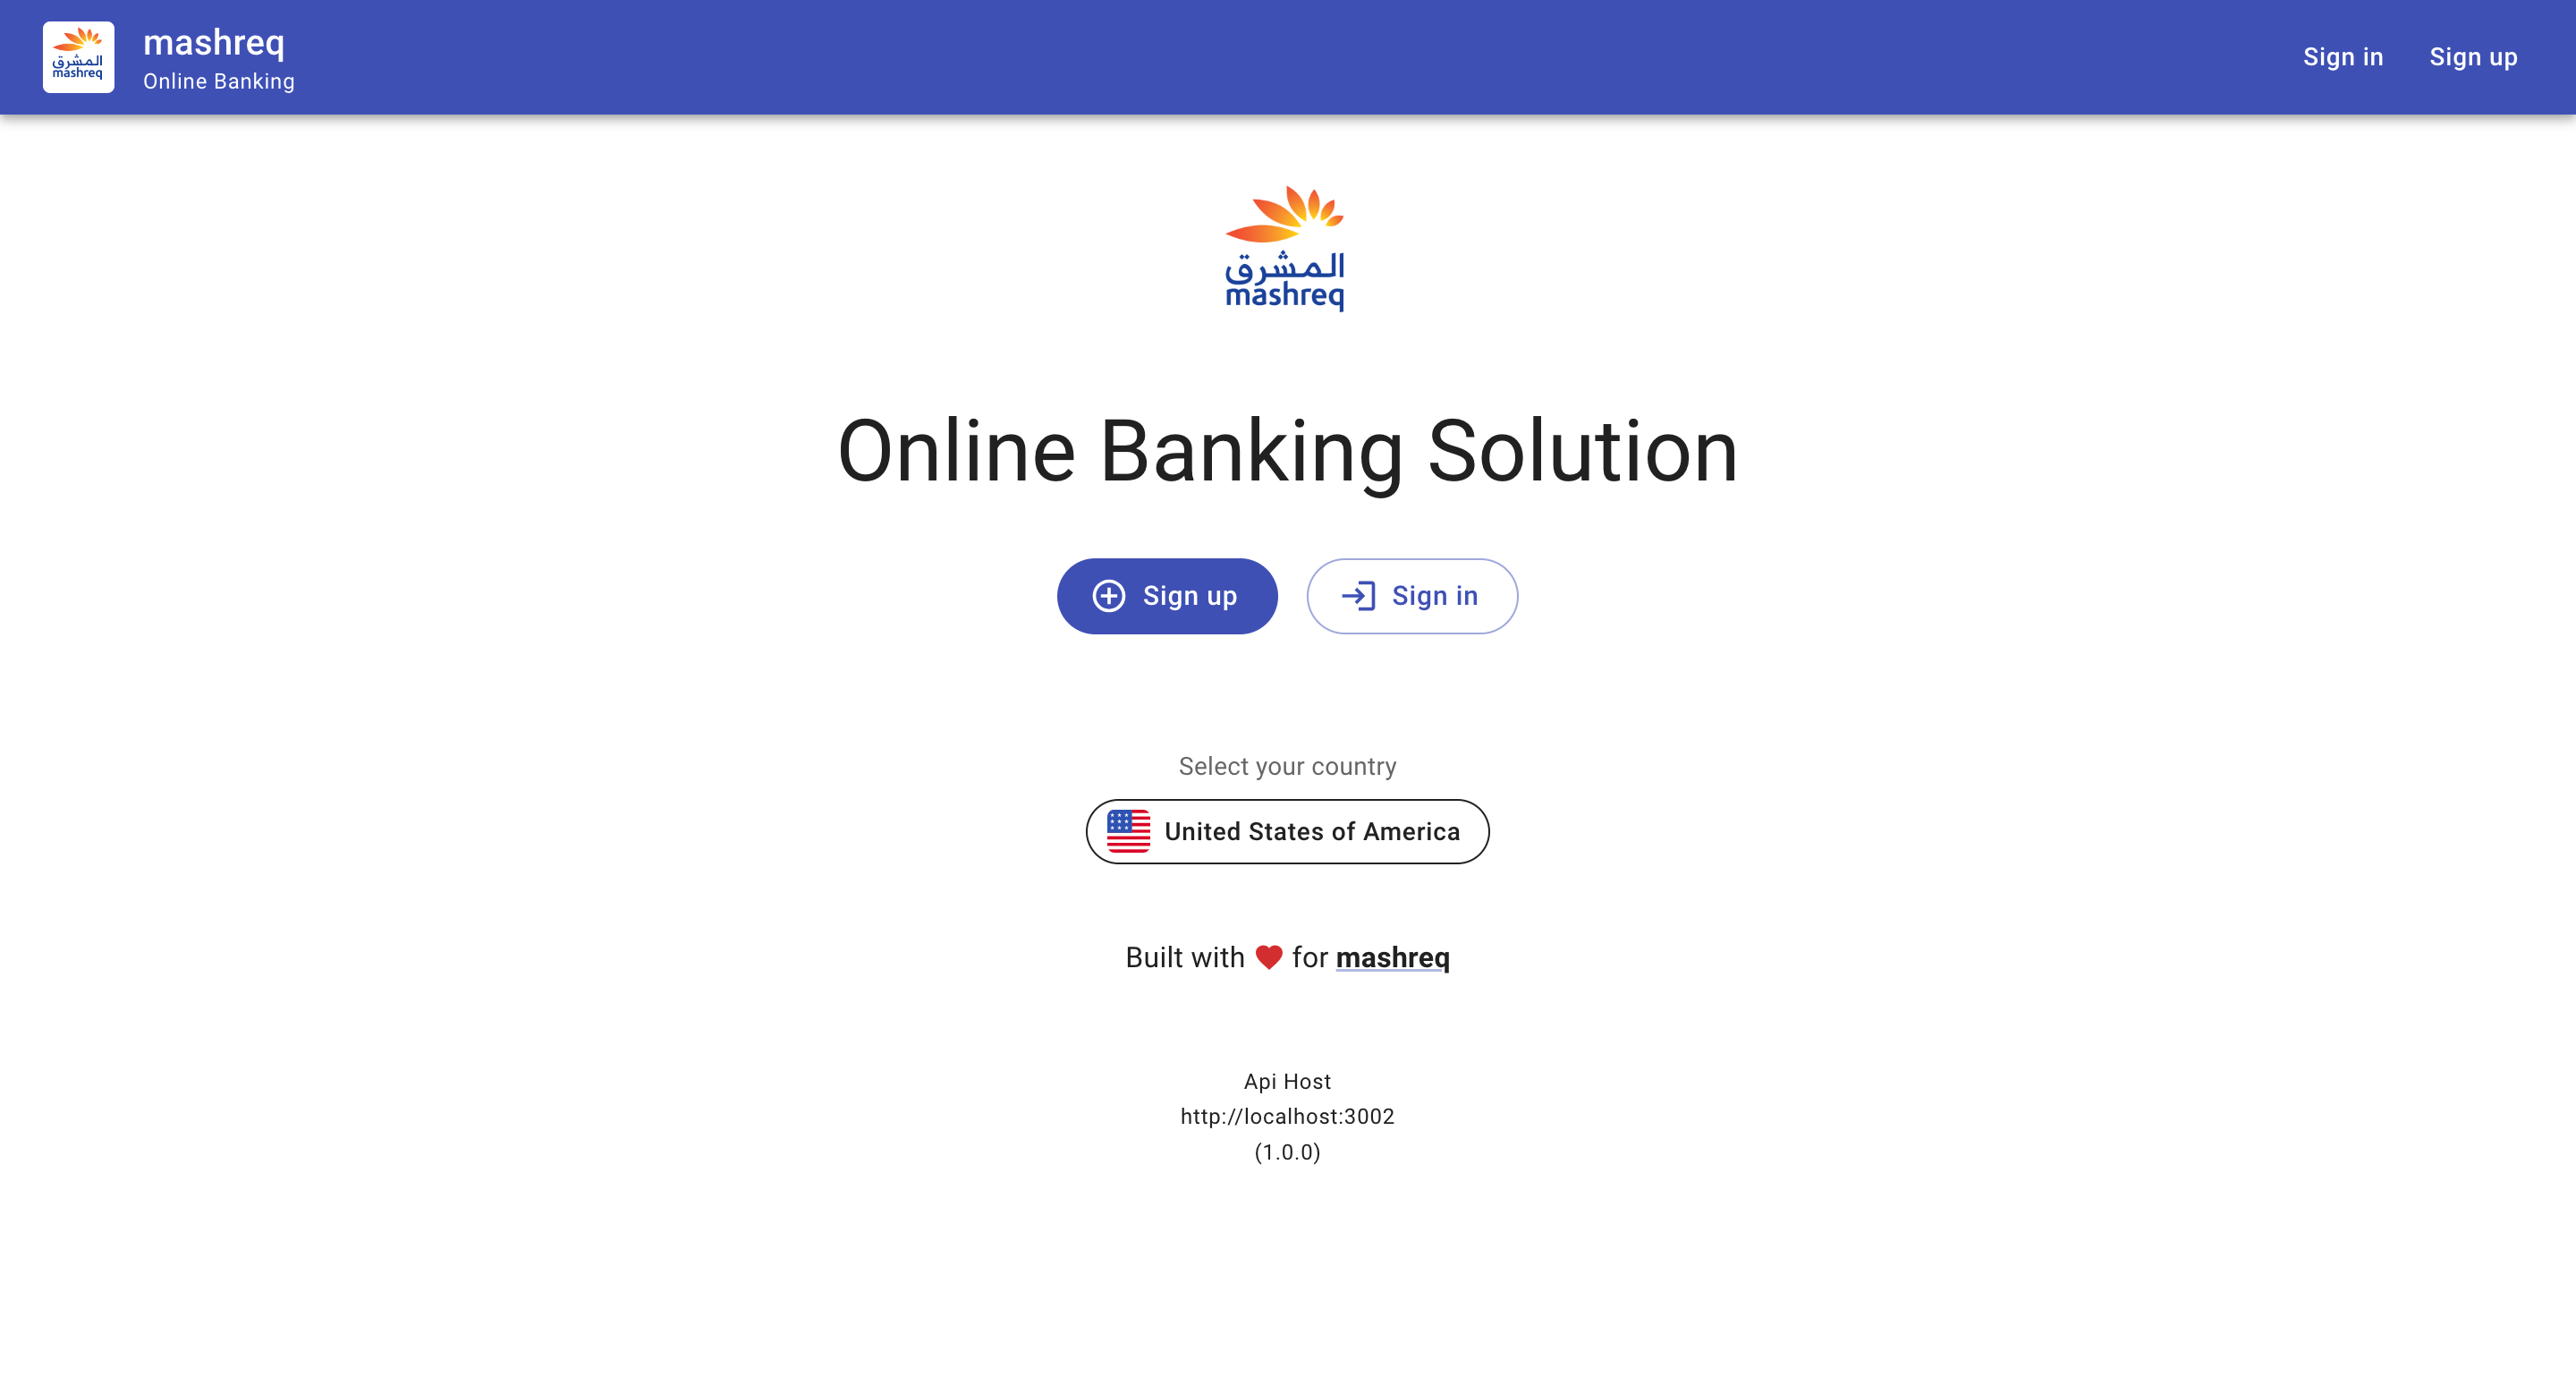 المشرق
mashreq
mashreq
Online Banking
Sign in
Sign up
المشرق
mashreq
Online Banking Solution
Sign up
Sign in
Select your country
United States of America
Built with for mashreq
Api Host
http://localhost:3002
(1.0.0)